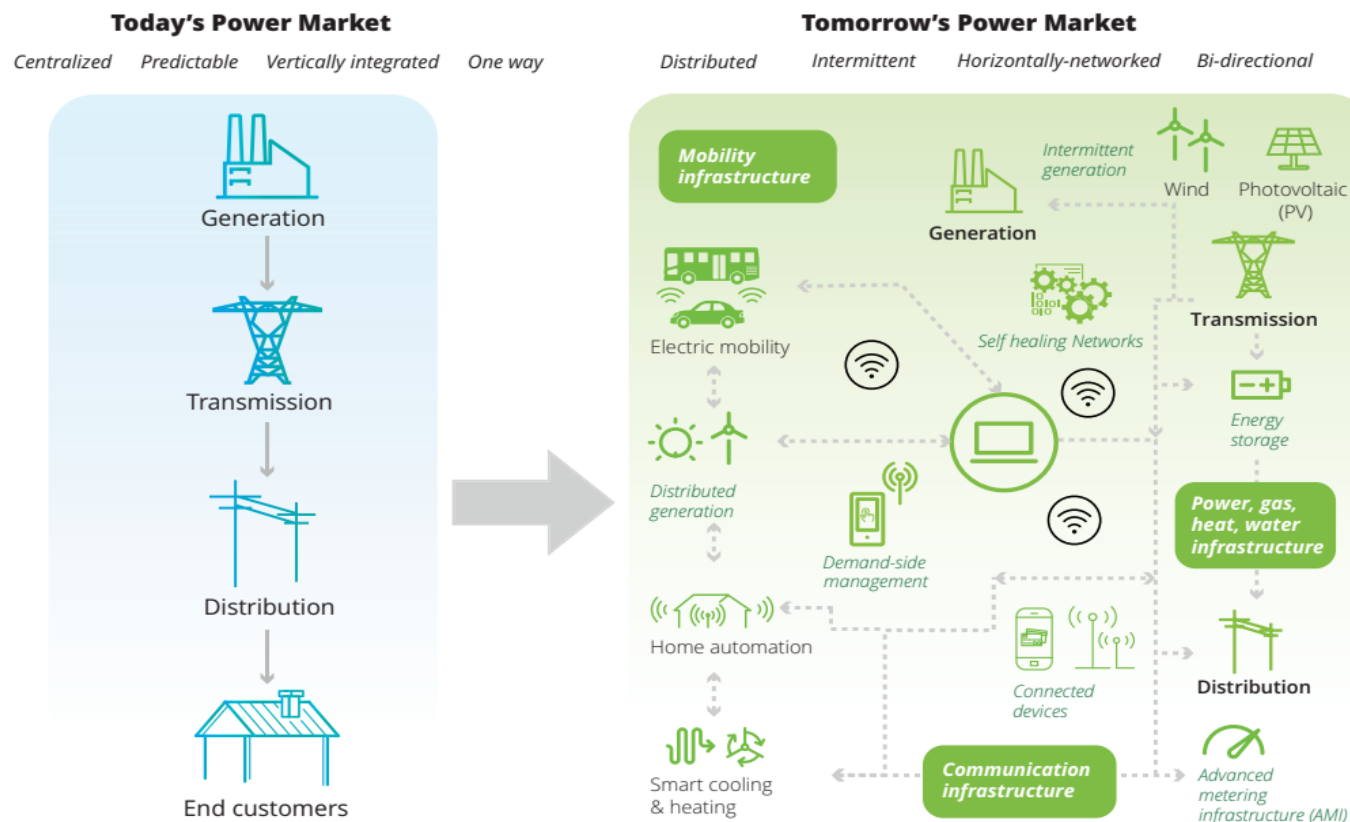 Today's Power Market
Centralized Predictable Vertically integrated One way
Generation
Transmission
Distribution
End customers
Tomorrow's Power Market
Distributed Intermittent Horizontally-networked Bi-directional
Mobility
infrastructure
Generation
Intermittent
generation
Wind
Photovoltaic
(PV)
Electric mobility
Self healing Networks
Transmission
Energy
storage
Distributed
generation
Demand-side
management
Power, gas,
heat, water
infrastructure
Home automation
Connected
devices
Distribution
Smart cooling
& heating
Communication
infrastructure
Advanced
metering
infrastructure (AMI)